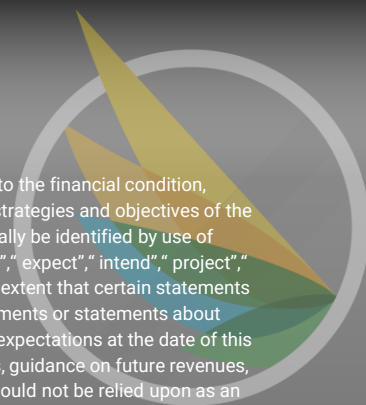 to the financial condition,
strategies and objectives of the
ally be identified by use of
”,“ expect”,“ intend”,“ project”,“
extent that certain statements
ments or statements about
expectations at the date of this
s, guidance on future revenues,
ould not be relied upon as an